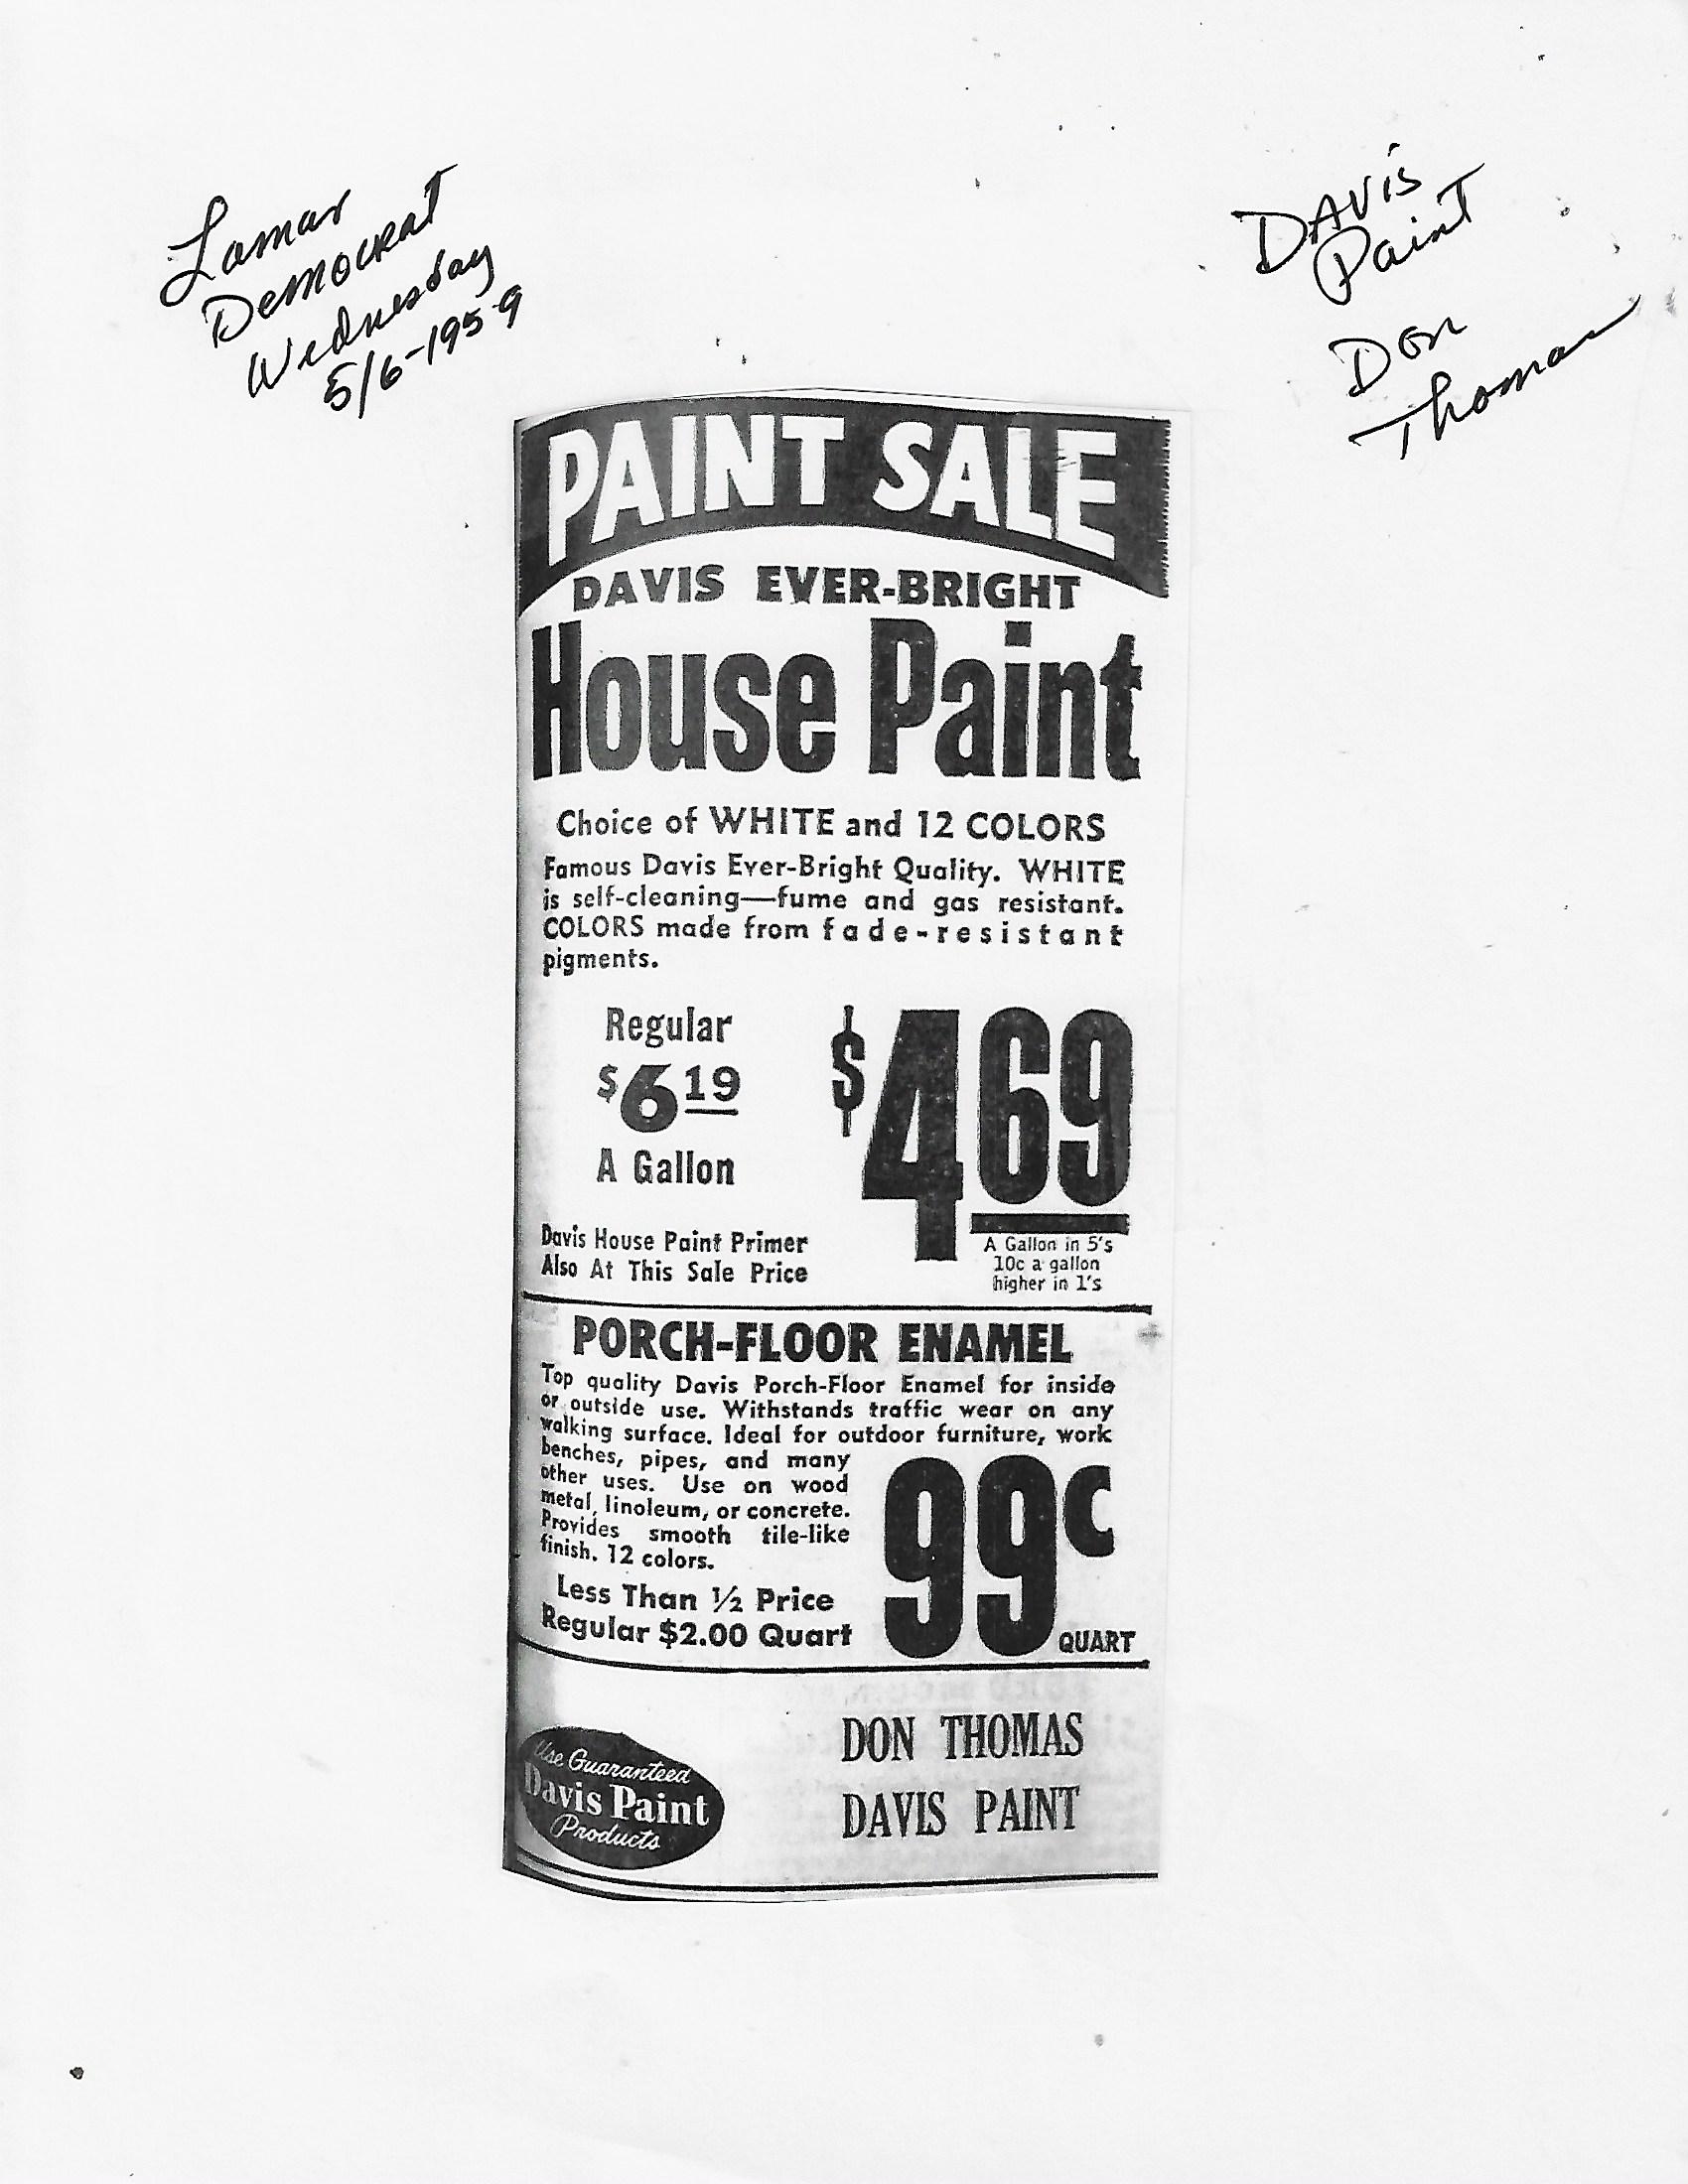 Lamar
Democrat
Wednesday
5/6-1959
DAVIS
Paint
Don
Thomas
PAINT SALE
DAVIS EVER-BRIGHT
House Paint
Choice of WHITE and 12 COLORS
Famous Davis Ever-Bright Quality. WHITE
is self-cleaning—fume and gas resistant.
COLORS made from fade-resistant
pigments.
Regular
$6 19
A Gallon
$4 69
Davis House Paint Primer
Also At This Sale Price
A Gallon in 5's
10c a gallon
higher in 1's
PORCH-FLOOR ENAMEL
Top quality Davis Porch-Floor Enamel for inside
or outside use. Withstands traffic wear on any
walking surface. Ideal for outdoor furniture, work
benches, pipes, and many
other uses. Use on wood
metal, linoleum, or concrete.
Provides smooth tile-like
finish. 12 colors.
Less Than ½ Price
Regular $2.00 Quart
99c
QUART
Use Guaranteed
Davis Paint
Products
DON THOMAS
DAVIS PAINT